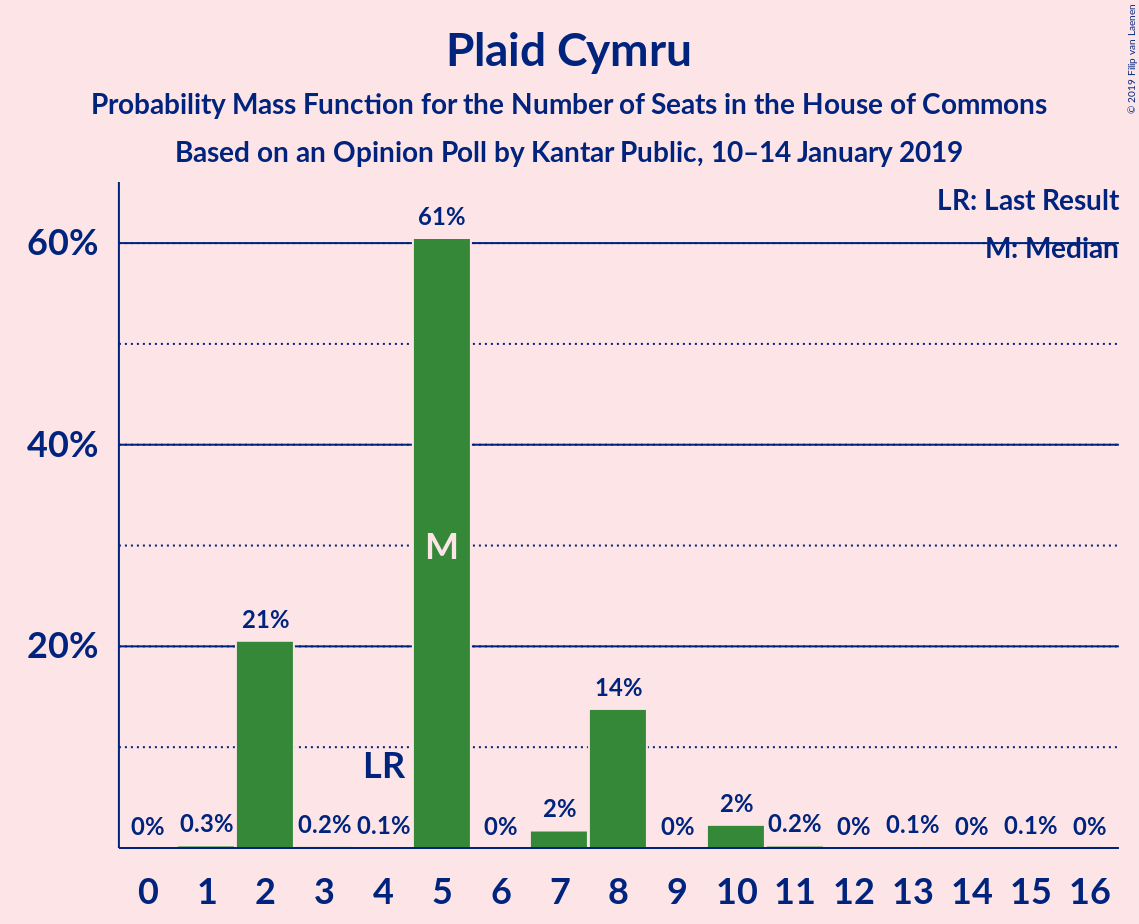 Plaid Cymru
Probability Mass Function for the Number of Seats in the House of Commons
Based on an Opinion Poll by Kantar Public, 10–14 January 2019
© 2019 Filip van Laenen
LR: Last Result
M: Median
60%
40%
20%
0%
0.3%
21%
0.2%
0.1%
LR
61%
M
0%
2%
14%
0%
2%
0.2%
0%
0.1%
0%
0.1%
0%
0 1 2 3 4 5 6 7 8 9 10 11 12 13 14 15 16